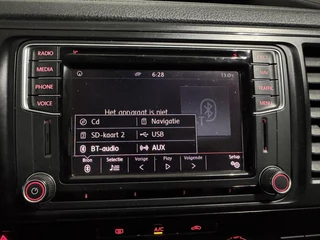 RADIO
MEDIA
PHONE
VOICE
6:28
13.0
Het apparaat is niet
Cd
Navigatie
SD-kaart 2
USB
BT-audio
AUX
Bron
Selectie
Vorige
Play
Volgende
Setup
TRAFFIC
MENU
A/C